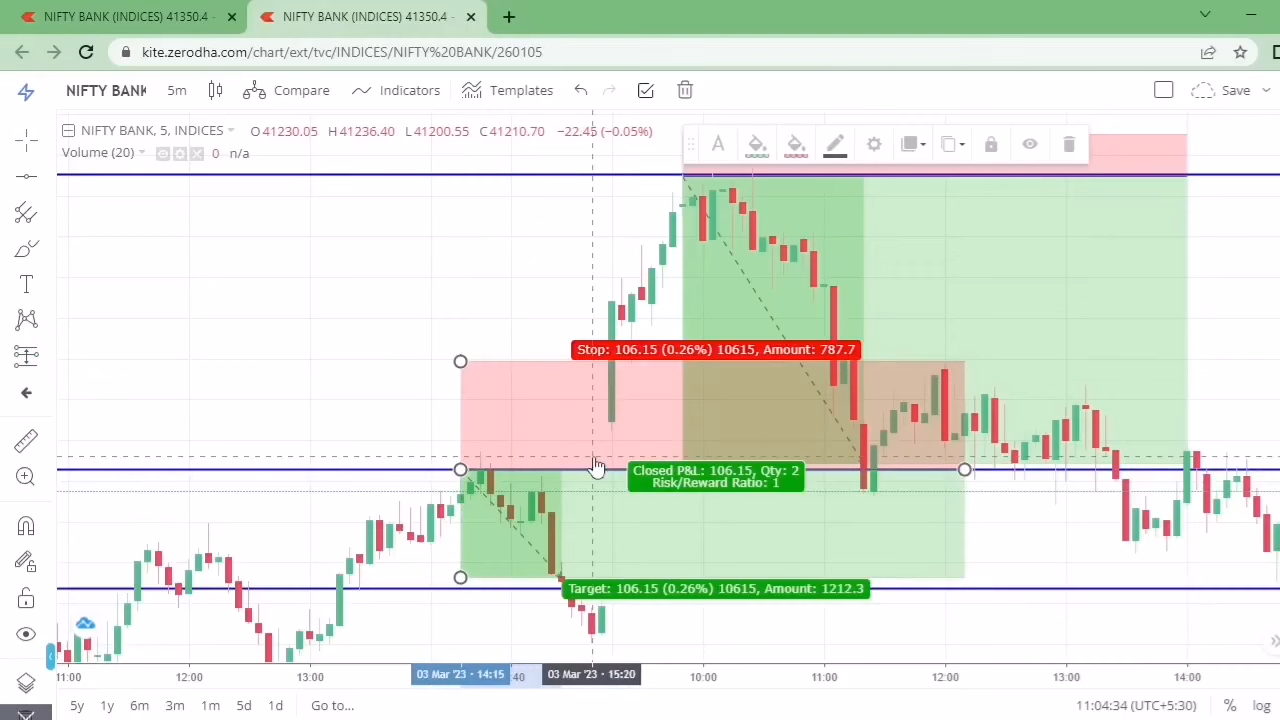 NIFTY BANK (INDICES) 41350.4 -
NIFTY BANK (INDICES) 41350.4 -
kite.zerodha.com/chart/ext/tvc/INDICES/NIFTY%20BANK/260105
NIFTY BANK 5m Compare Indicators Templates Save
NIFTY BANK, 5, INDICES O41230.05 H41236.40 L41200.55 C41210.70 −22.45 (−0.05%)
Volume (20) 0 n/a
Stop: 106.15 (0.26%) 10615, Amount: 787.7
Closed P&L: 106.15, Qty: 2
Risk/Reward Ratio: 1
Target: 106.15 (0.26%) 10615, Amount: 1212.3
11:00 12:00 13:00 03 Mar '23 - 14:15 :40 03 Mar '23 - 15:20 10:00 11:00 12:00 13:00 14:00
5y 1y 6m 3m 1m 5d 1d Go to... 11:04:34 (UTC+5:30) % log